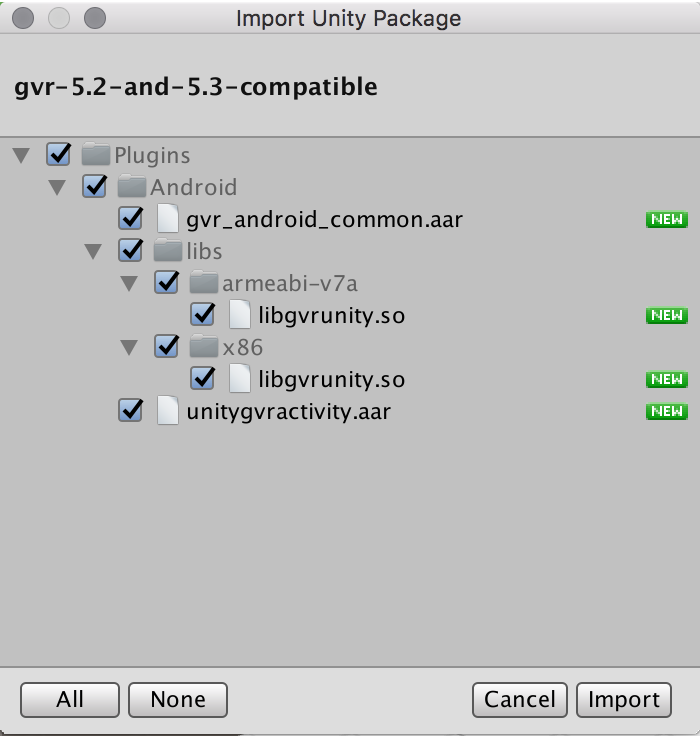 Import Unity Package
gvr-5.2-and-5.3-compatible
Plugins
Android
gvr_android_common.aar NEW
libs
armeabi-v7a
libgvrunity.so NEW
x86
libgvrunity.so NEW
unitygvractivity.aar NEW
All None Cancel Import